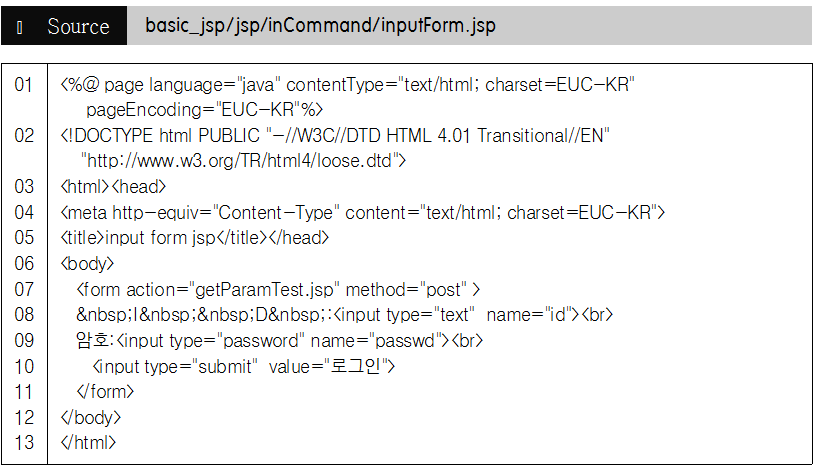 Source basic_jsp/jsp/inCommand/inputForm.jsp
01 <%@ page language="java" contentType="text/html; charset=EUC-KR"
pageEncoding="EUC-KR"%>
02 <!DOCTYPE html PUBLIC "-//W3C//DTD HTML 4.01 Transitional//EN"
"http://www.w3.org/TR/html4/loose.dtd">
03 <html><head>
04 <meta http-equiv="Content-Type" content="text/html; charset=EUC-KR">
05 <title>input form jsp</title></head>
06 <body>
07 <form action="getParamTest.jsp" method="post" >
08 &nbsp;I&nbsp;&nbsp;D&nbsp;:<input type="text" name="id"><br>
09 암호:<input type="password" name="passwd"><br>
10 <input type="submit" value="로그인">
11 </form>
12 </body>
13 </html>